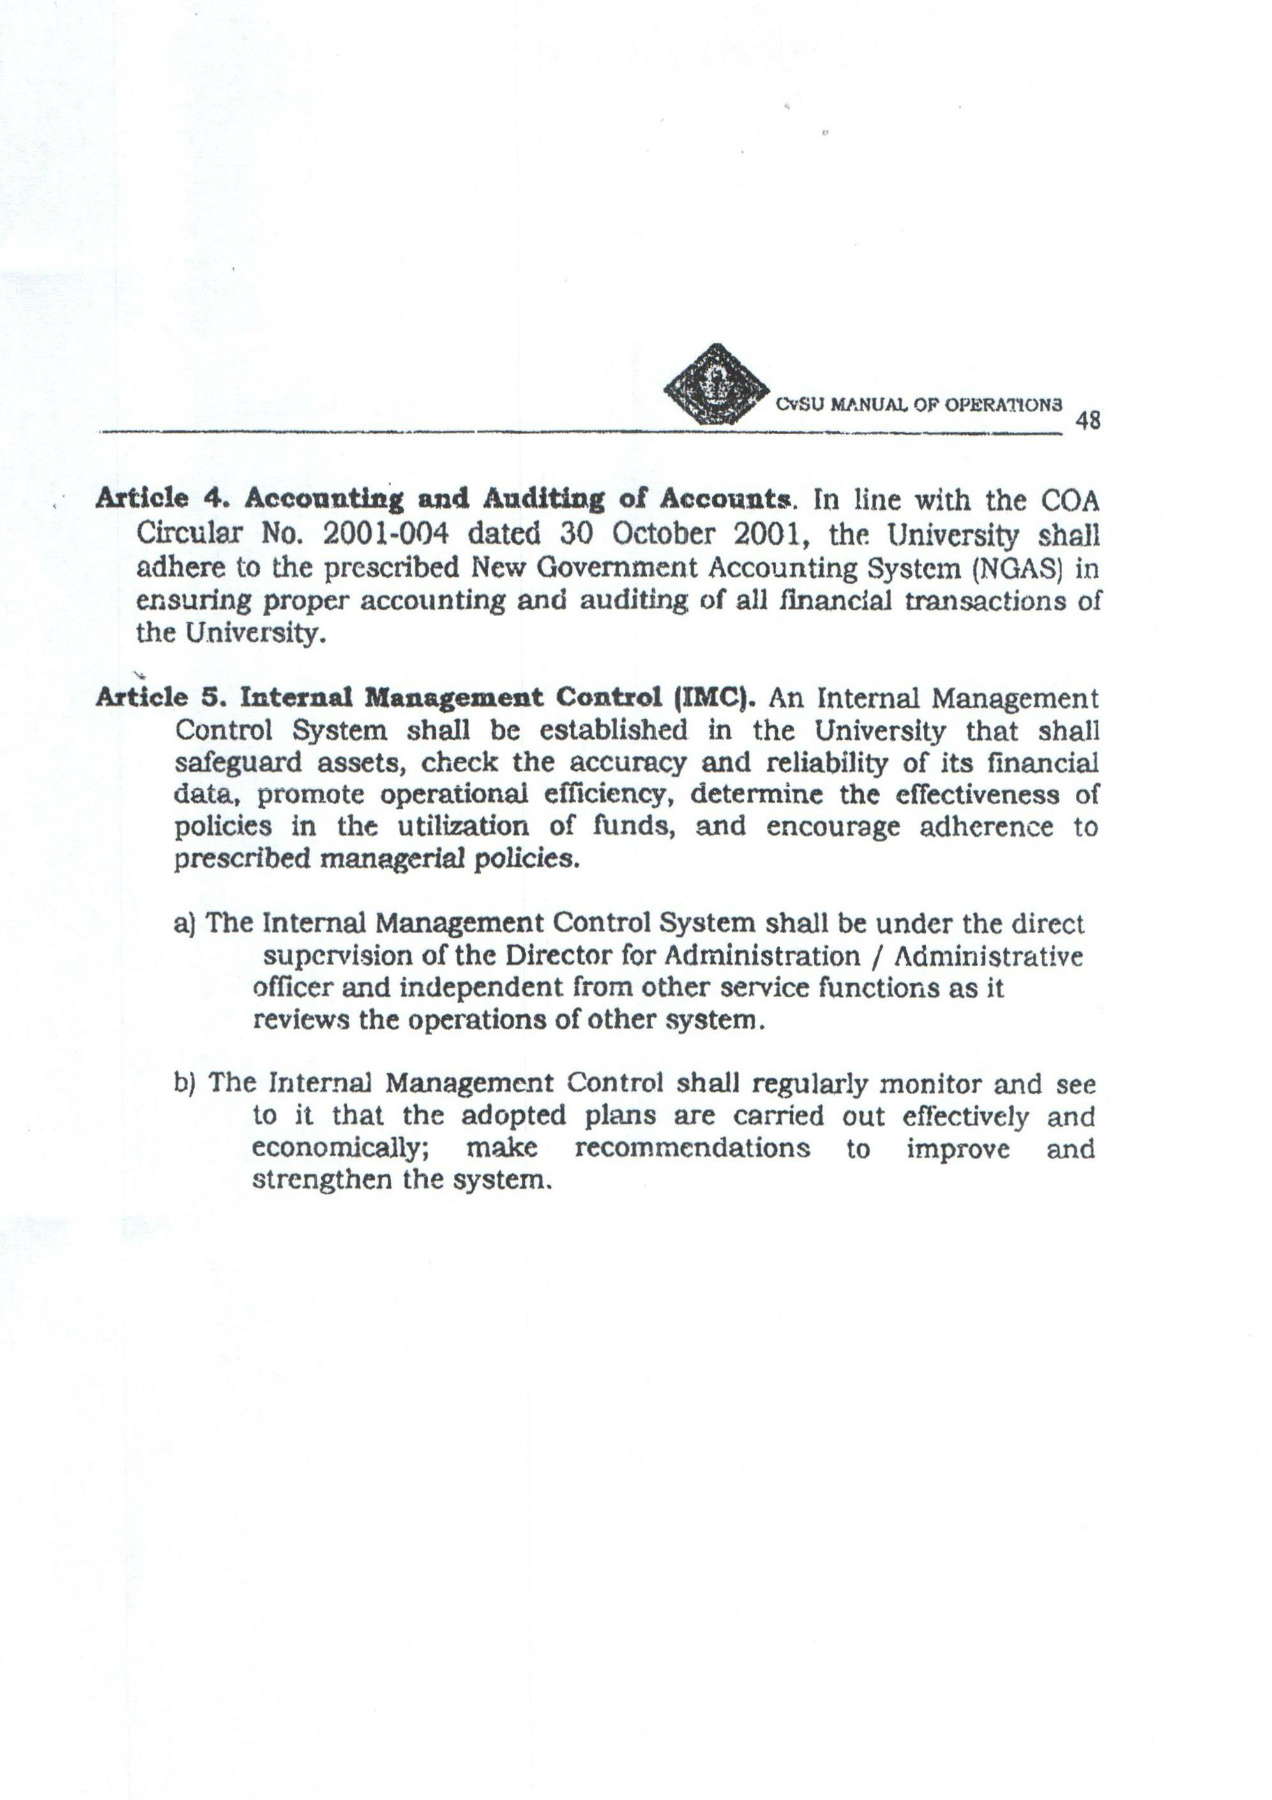 CvSU MANUAL OF OPERATIONS
48
Article 4. Accounting and Auditing of Accounts. In line with the COA
Circular No. 2001-004 dated 30 October 2001, the University shall
adhere to the prescribed New Government Accounting System (NGAS) in
ensuring proper accounting and auditing of all financial transactions of
the University.
Article 5. Internal Management Control (IMC). An Internal Management
Control System shall be established in the University that shall
safeguard assets, check the accuracy and reliability of its financial
data, promote operational efficiency, determine the effectiveness of
policies in the utilization of funds, and encourage adherence to
prescribed managerial policies.
a) The Internal Management Control System shall be under the direct
supervision of the Director for Administration / Administrative
officer and independent from other service functions as it
reviews the operations of other system.
b) The Internal Management Control shall regularly monitor and see
to it that the adopted plans are carried out effectively and
economically; make recommendations to improve and
strengthen the system.